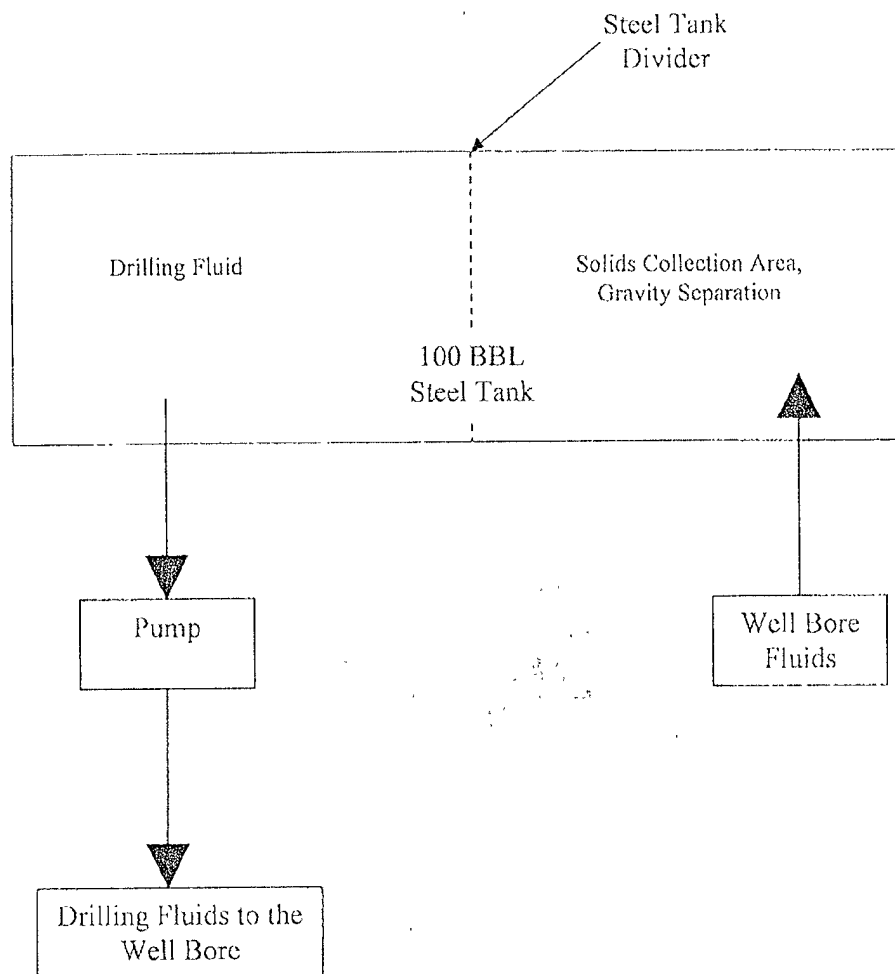 Steel Tank
Divider
Drilling Fluid
Solids Collection Area,
Gravity Separation
100 BBL
Steel Tank
Pump
Well Bore
Fluids
Drilling Fluids to the
Well Bore